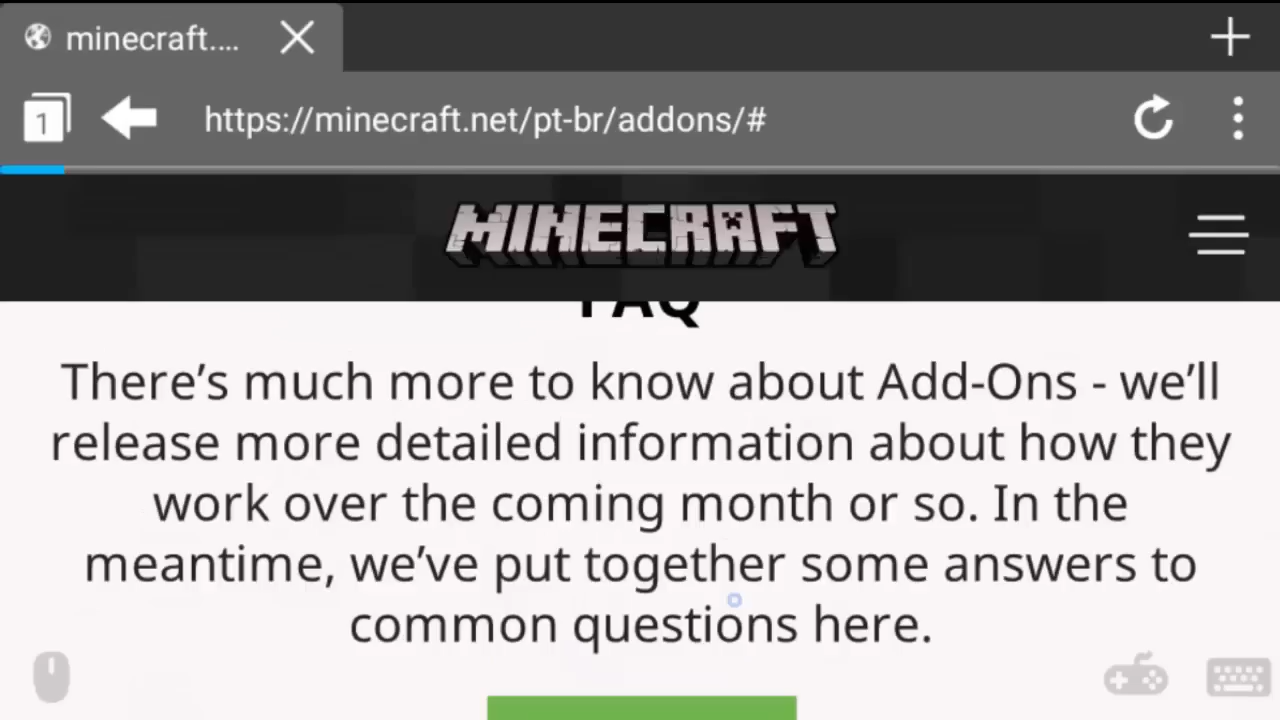 minecraft....
1
https://minecraft.net/pt-br/addons/#
MINECRAFT
FAQ
There’s much more to know about Add-Ons - we’ll
release more detailed information about how they
work over the coming month or so. In the
meantime, we’ve put together some answers to
common questions here.